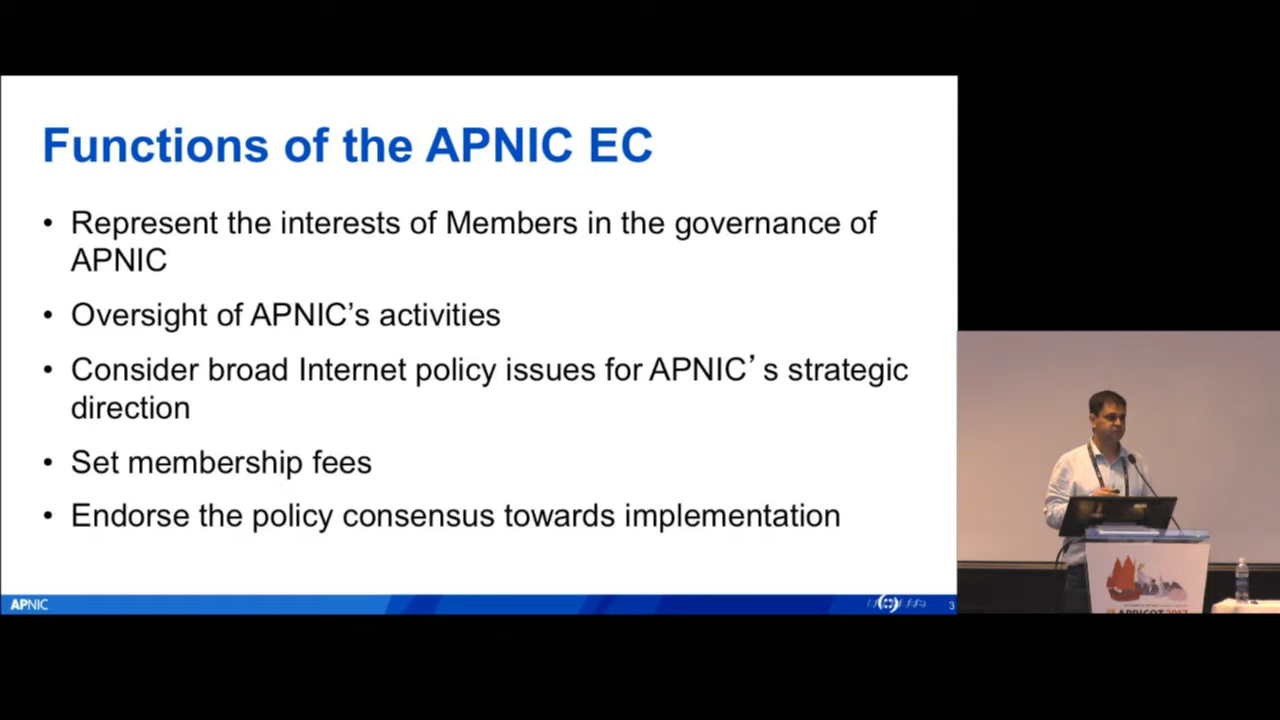 Functions of the APNIC EC
• Represent the interests of Members in the governance of
APNIC
• Oversight of APNIC’s activities
• Consider broad Internet policy issues for APNIC’s strategic
direction
• Set membership fees
• Endorse the policy consensus towards implementation
APNIC
3
APRICOT 2017